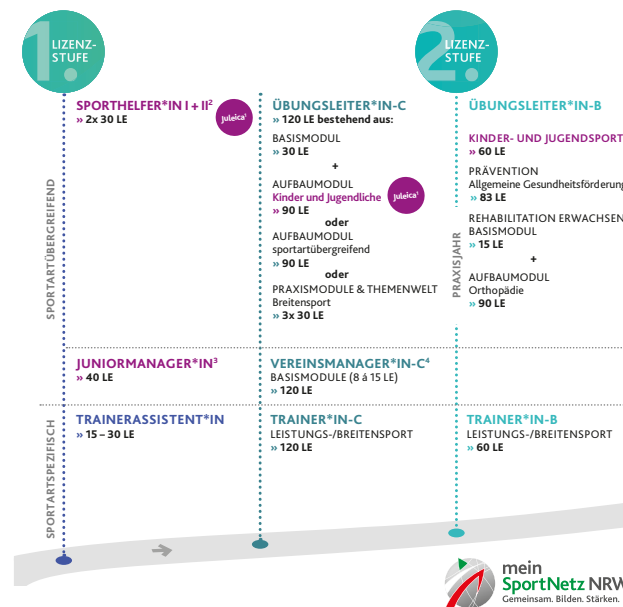 1.
LIZENZ-
STUFE
SPORTARTÜBERGREIFEND
SPORTHELFER*IN I + II²
» 2x 30 LE
Juleica¹
JUNIORMANAGER*IN³
» 40 LE
SPORTARTSPEZIFISCH
TRAINERASSISTENT*IN
» 15 – 30 LE
ÜBUNGSLEITER*IN-C
» 120 LE bestehend aus:
BASISMODUL
» 30 LE
+
AUFBAUMODUL
Kinder und Jugendliche
» 90 LE
Juleica¹
oder
AUFBAUMODUL
sportartübergreifend
» 90 LE
oder
PRAXISMODULE & THEMENWELT
Breitensport
» 3x 30 LE
VEREINSMANAGER*IN-C⁴
BASISMODULE (8 á 15 LE)
» 120 LE
TRAINER*IN-C
LEISTUNGS-/BREITENSPORT
» 120 LE
2.
LIZENZ-
STUFE
PRAXISJAHR
ÜBUNGSLEITER*IN-B
KINDER- UND JUGENDSPORT
» 60 LE
PRÄVENTION
Allgemeine Gesundheitsförderung
» 83 LE
REHABILITATION ERWACHSEN
BASISMODUL
» 15 LE
+
AUFBAUMODUL
Orthopädie
» 90 LE
TRAINER*IN-B
LEISTUNGS-/BREITENSPORT
» 60 LE
mein
SportNetz NRW
Gemeinsam. Bilden. Stärken.